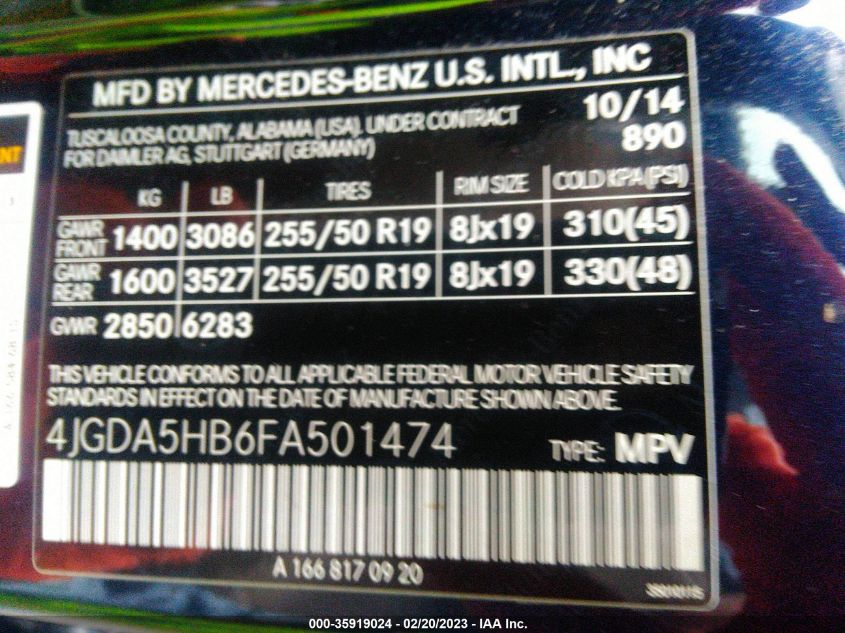 MFD BY MERCEDES-BENZ U.S. INTL., INC
TUSCALOOSA COUNTY, ALABAMA (USA). UNDER CONTRACT 10/14
FOR DAIMLER AG, STUTTGART (GERMANY) 890
KG LB TIRES RIM SIZE COLD KPA (PSI)
GAWR FRONT 1400 3086 255/50 R19 8Jx19 310(45)
GAWR REAR 1600 3527 255/50 R19 8Jx19 330(48)
GVWR 2850 6283
THIS VEHICLE CONFORMS TO ALL APPLICABLE FEDERAL MOTOR VEHICLE SAFETY
STANDARDS IN EFFECT ON THE DATE OF MANUFACTURE SHOWN ABOVE.
4JGDA5HB6FA501474 TYPE: MPV
A 166 817 09 20
000-35919024 - 02/20/2023 - IAA Inc.